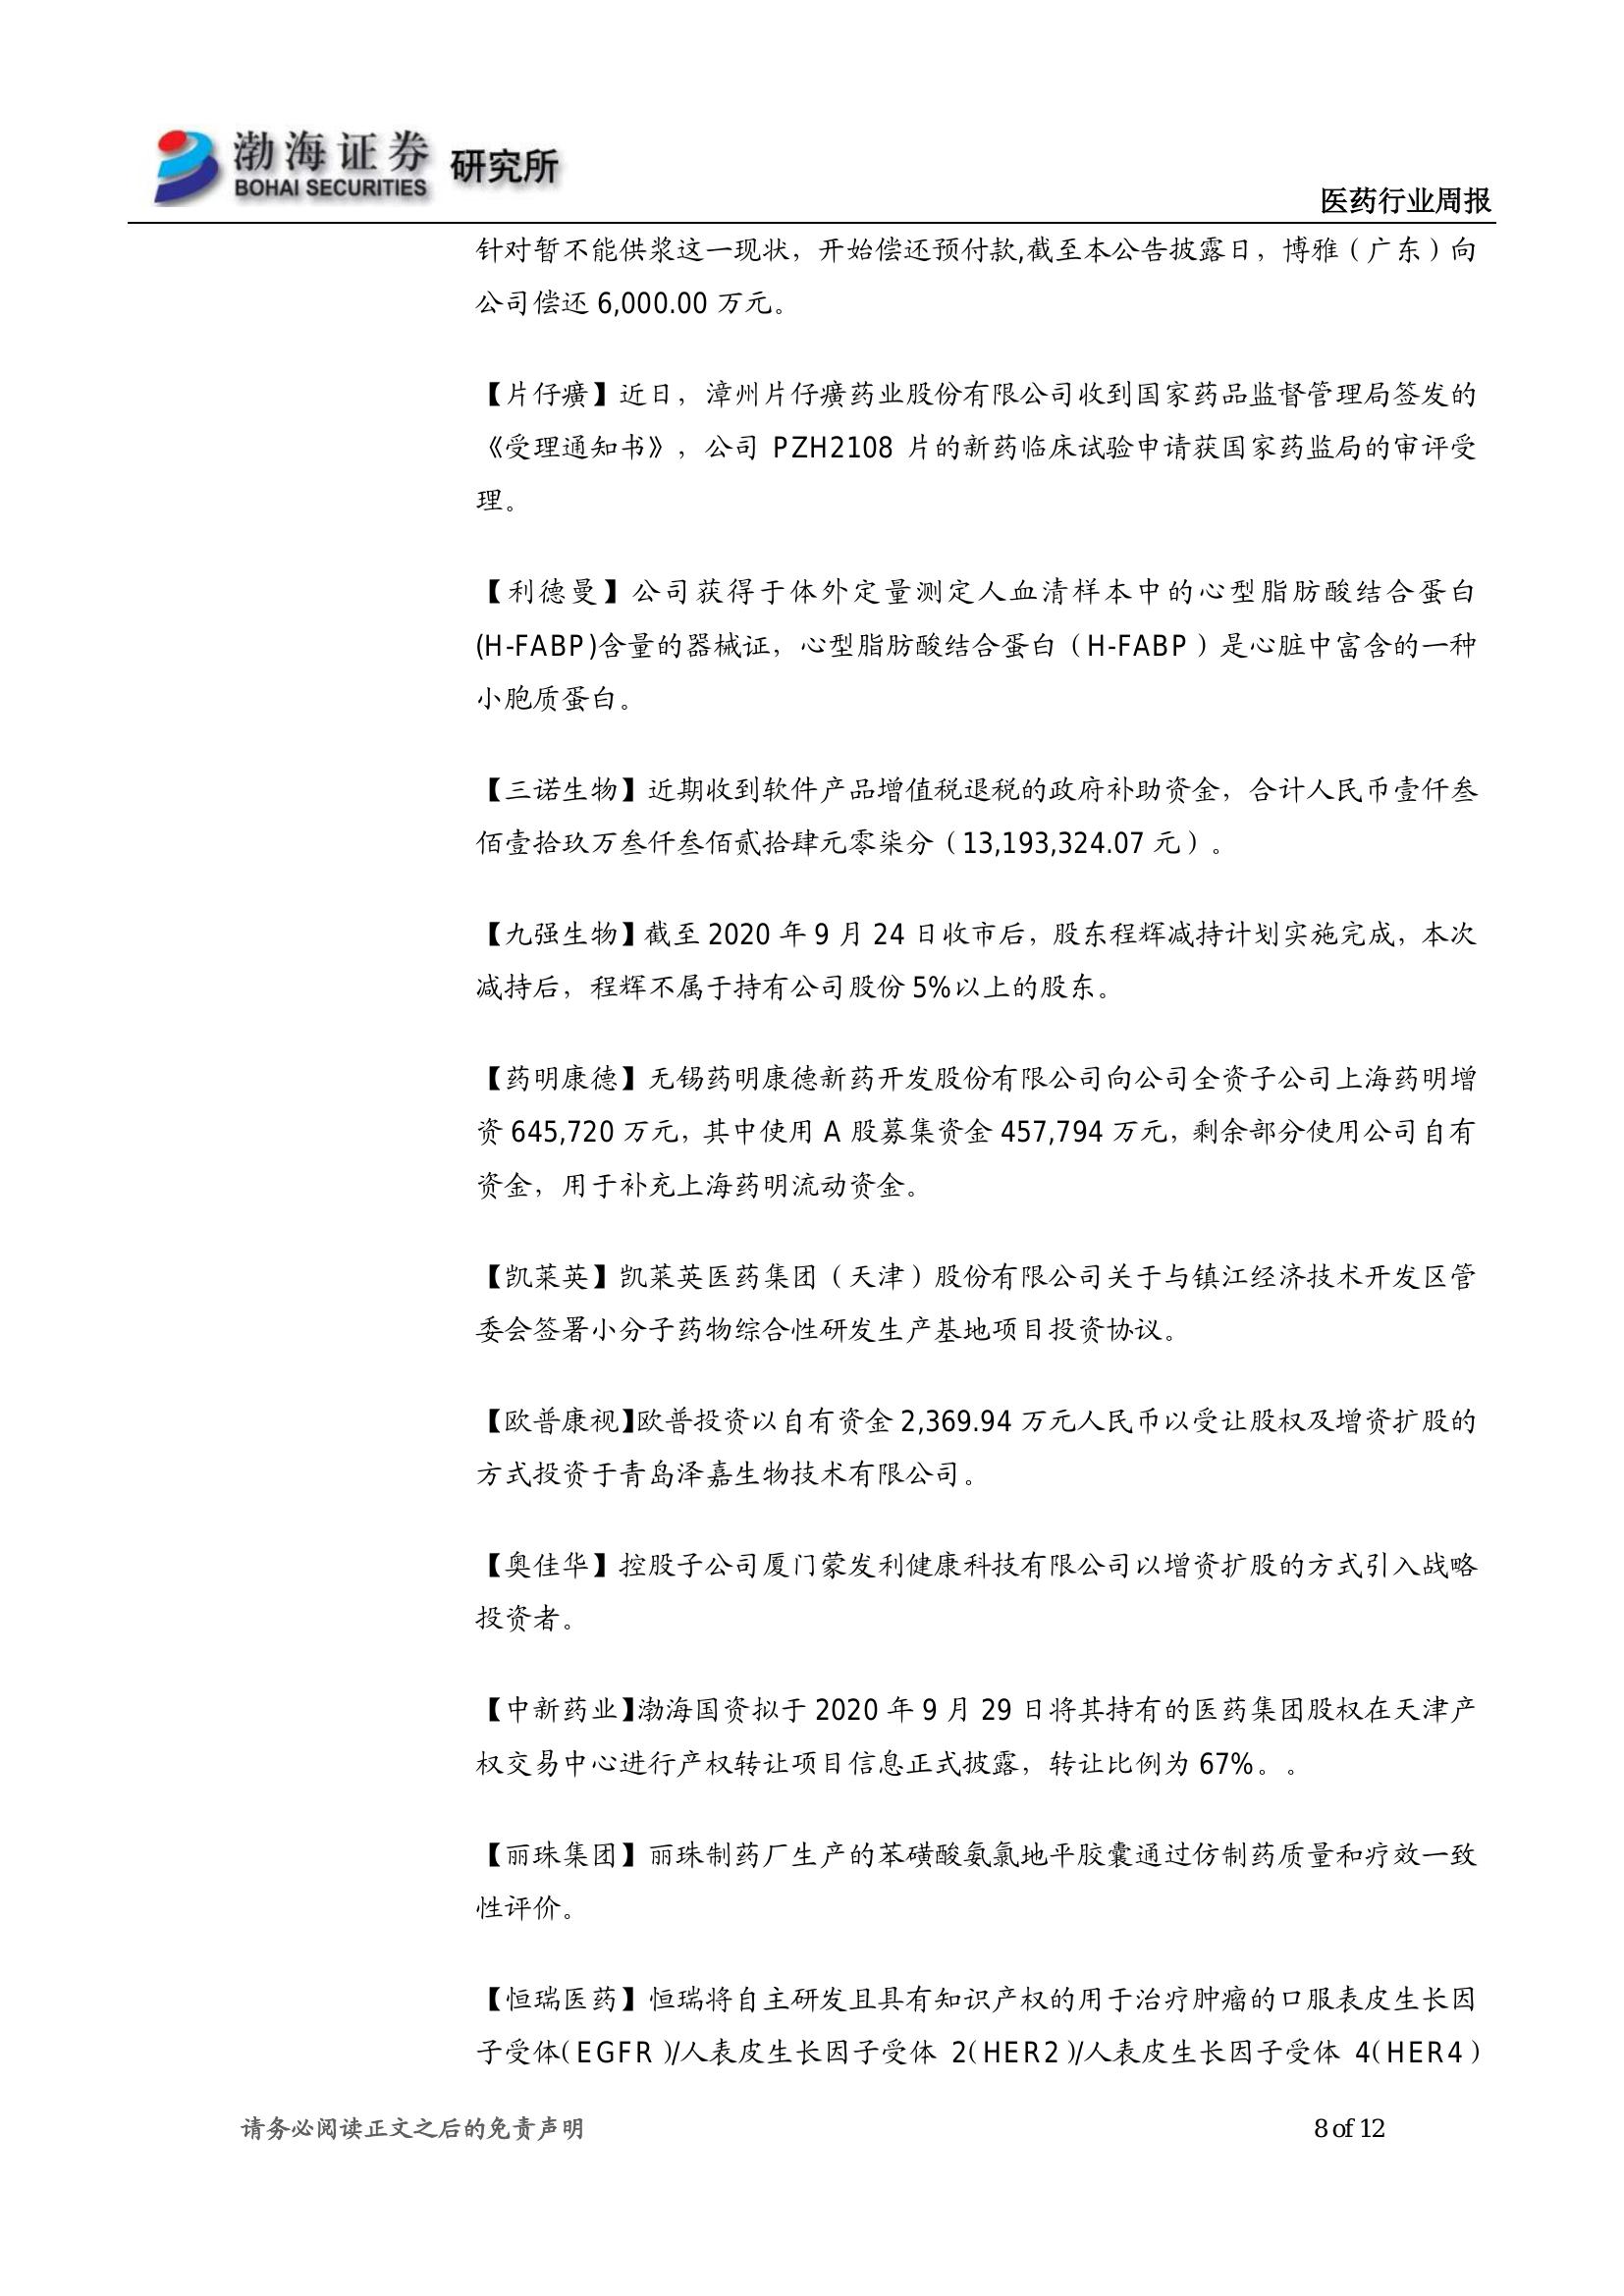 渤海证券 研究所
BOHAI SECURITIES
医药行业周报
针对暂不能供浆这一现状，开始偿还预付款,截至本公告披露日，博雅（广东）向
公司偿还 6,000.00 万元。
【片仔癀】近日，漳州片仔癀药业股份有限公司收到国家药品监督管理局签发的
《受理通知书》，公司 PZH2108 片的新药临床试验申请获国家药监局的审评受
理。
【利德曼】公司获得于体外定量测定人血清样本中的心型脂肪酸结合蛋白
(H-FABP)含量的器械证，心型脂肪酸结合蛋白（H-FABP）是心脏中富含的一种
小胞质蛋白。
【三诺生物】近期收到软件产品增值税退税的政府补助资金，合计人民币壹仟叁
佰壹拾玖万叁仟叁佰贰拾肆元零柒分（13,193,324.07 元）。
【九强生物】截至 2020 年 9 月 24 日收市后，股东程辉减持计划实施完成，本次
减持后，程辉不属于持有公司股份 5%以上的股东。
【药明康德】无锡药明康德新药开发股份有限公司向公司全资子公司上海药明增
资 645,720 万元，其中使用 A 股募集资金 457,794 万元，剩余部分使用公司自有
资金，用于补充上海药明流动资金。
【凯莱英】凯莱英医药集团（天津）股份有限公司关于与镇江经济技术开发区管
委会签署小分子药物综合性研发生产基地项目投资协议。
【欧普康视】欧普投资以自有资金 2,369.94 万元人民币以受让股权及增资扩股的
方式投资于青岛泽嘉生物技术有限公司。
【奥佳华】控股子公司厦门蒙发利健康科技有限公司以增资扩股的方式引入战略
投资者。
【中新药业】渤海国资拟于 2020 年 9 月 29 日将其持有的医药集团股权在天津产
权交易中心进行产权转让项目信息正式披露，转让比例为 67%。。
【丽珠集团】丽珠制药厂生产的苯磺酸氨氯地平胶囊通过仿制药质量和疗效一致
性评价。
【恒瑞医药】恒瑞将自主研发且具有知识产权的用于治疗肿瘤的口服表皮生长因
子受体(EGFR)/人表皮生长因子受体 2(HER2)/人表皮生长因子受体 4(HER4)
请务必阅读正文之后的免责声明
8 of 12